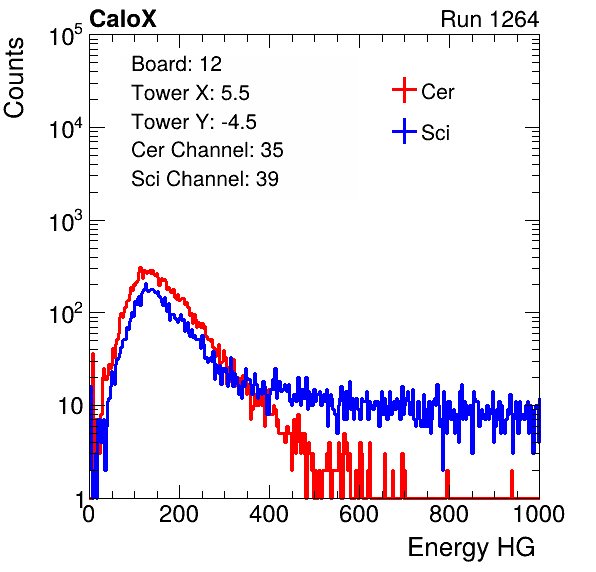 CaloX Run 1264
Counts
Board: 12
Tower X: 5.5
Tower Y: -4.5
Cer Channel: 35
Sci Channel: 39
Cer
Sci
10^5
10^4
10^3
10^2
10
1
0 200 400 600 800 1000
Energy HG